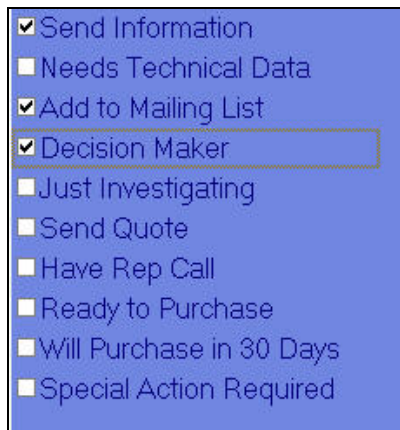 Send Information
Needs Technical Data
Add to Mailing List
Decision Maker
Just Investigating
Send Quote
Have Rep Call
Ready to Purchase
Will Purchase in 30 Days
Special Action Required